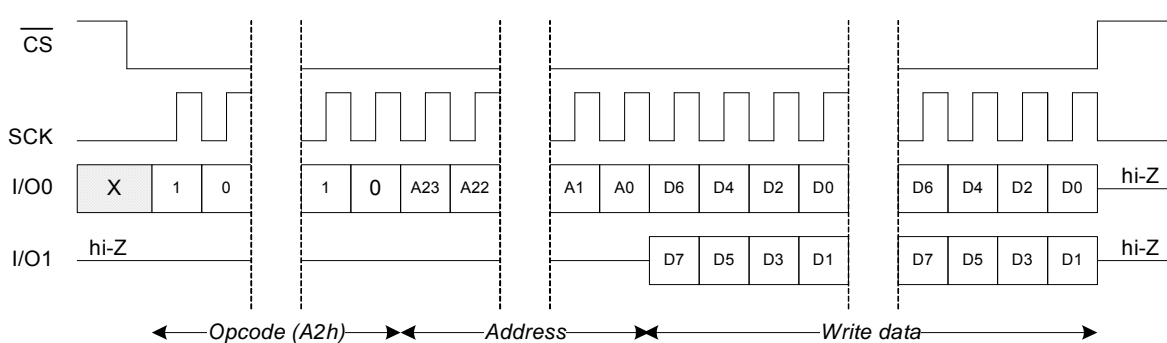 CS
SCK
I/O0 X 1 0 1 0 A23 A22 A1 A0 D6 D4 D2 D0 D6 D4 D2 D0 hi-Z
I/O1 hi-Z D7 D5 D3 D1 D7 D5 D3 D1 hi-Z
Opcode (A2h) Address Write data